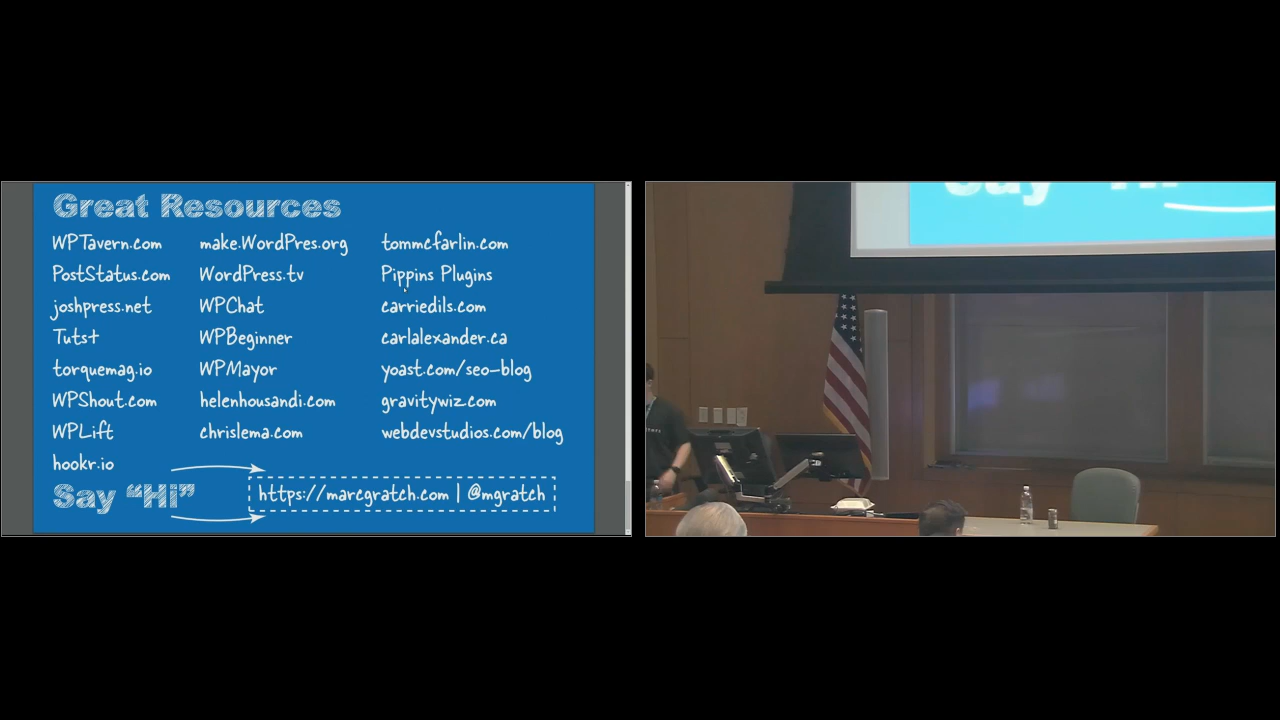 Great Resources
WPTavern.com
PostStatus.com
joshpress.net
Tuts+
torquemag.io
WPShout.com
WPLift
hookr.io
make.WordPres.org
WordPress.tv
WPChat
WPBeginner
WPMayor
helenhousandi.com
chrislema.com
tommcfarlin.com
Pippins Plugins
carriedils.com
carlalexander.ca
yoast.com/seo-blog
gravitywiz.com
webdevstudios.com/blog
Say “Hi”
https://marcgratch.com | @mgratch
Say "Hi"